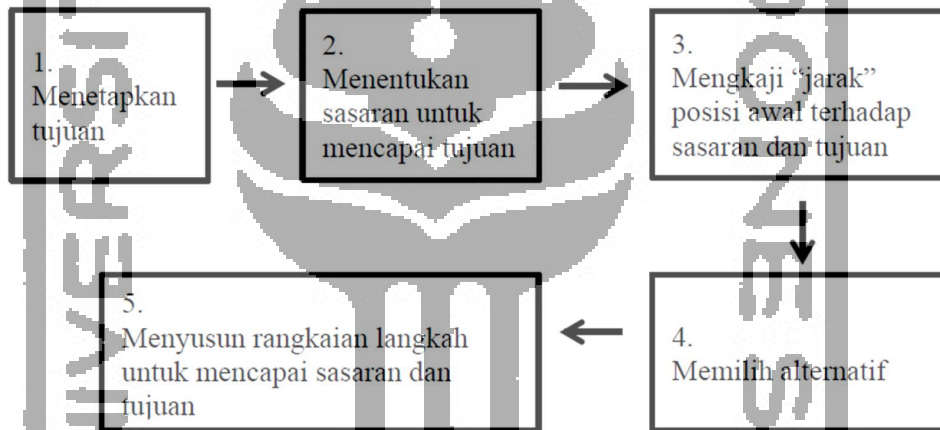 1.
Menetapkan
tujuan
2.
Menentukan
sasaran untuk
mencapai tujuan
3.
Mengkaji “jarak”
posisi awal terhadap
sasaran dan tujuan
4.
Memilih alternatif
5.
Menyusun rangkaian langkah
untuk mencapai sasaran dan
tujuan